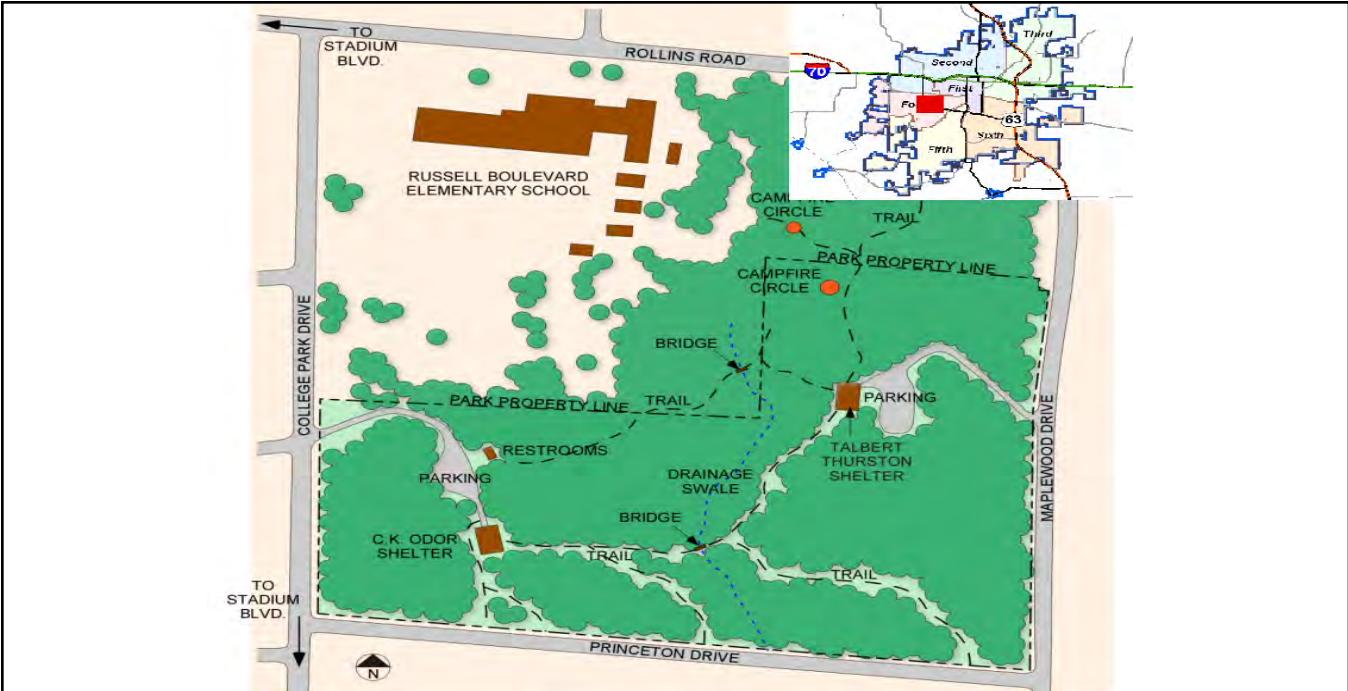 TO
STADIUM
BLVD.
ROLLINS ROAD
70
Second
Third
First
Fo
63
Fifth
Sixth
RUSSELL BOULEVARD
ELEMENTARY SCHOOL
CAMPFIRE
CIRCLE
TRAIL
PARK PROPERTY LINE
CAMPFIRE
CIRCLE
COLLEGE PARK DRIVE
BRIDGE
PARK PROPERTY LINE
TRAIL
PARKING
RESTROOMS
PARKING
TALBERT
THURSTON
SHELTER
DRAINAGE
SWALE
MAPLEWOOD DRIVE
BRIDGE
C.K. ODOR
SHELTER
TRAIL
TRAIL
TO
STADIUM
BLVD.
PRINCETON DRIVE
N